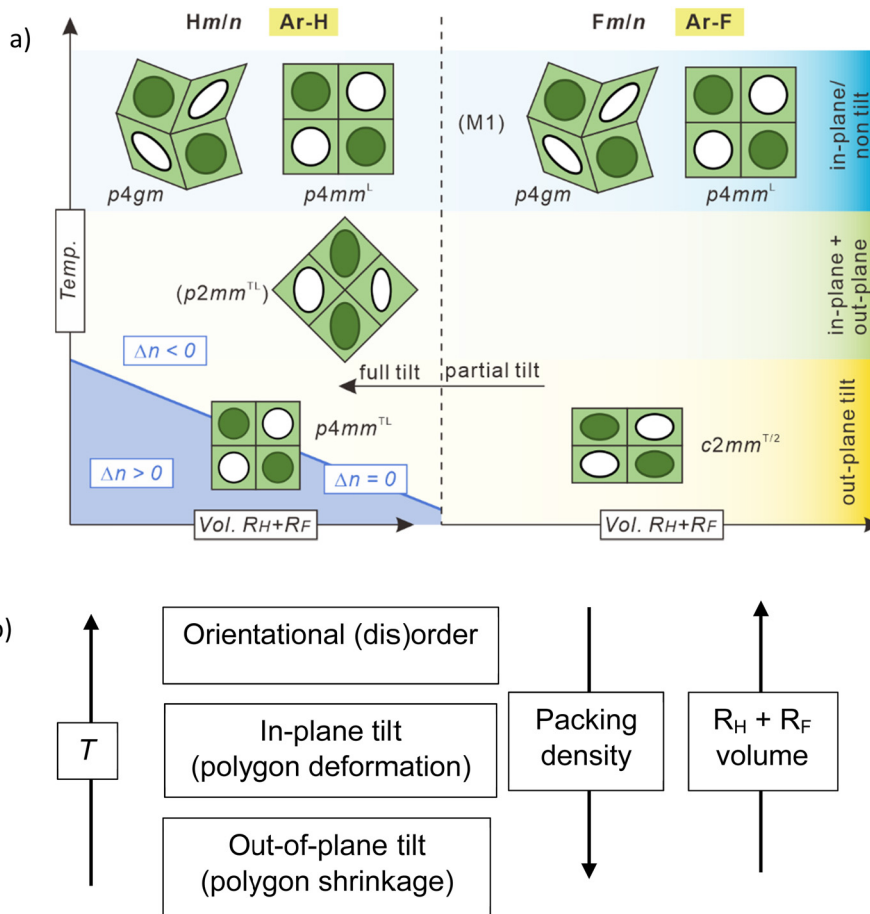 a)
Hm/n Ar-H Fm/n Ar-F
(M1)
p4gm p4mm^L p4gm p4mm^L
in-plane/
non tilt
Temp.
(p2mm^TL)
in-plane +
out-plane
Δn < 0
full tilt partial tilt
p4mm^TL
c2mm^T/2
Δn > 0
Δn = 0
out-plane tilt
Vol. RH+RF Vol. RH+RF
)
Orientational (dis)order
T
In-plane tilt
(polygon deformation)
Packing
density
RH + RF
volume
Out-of-plane tilt
(polygon shrinkage)